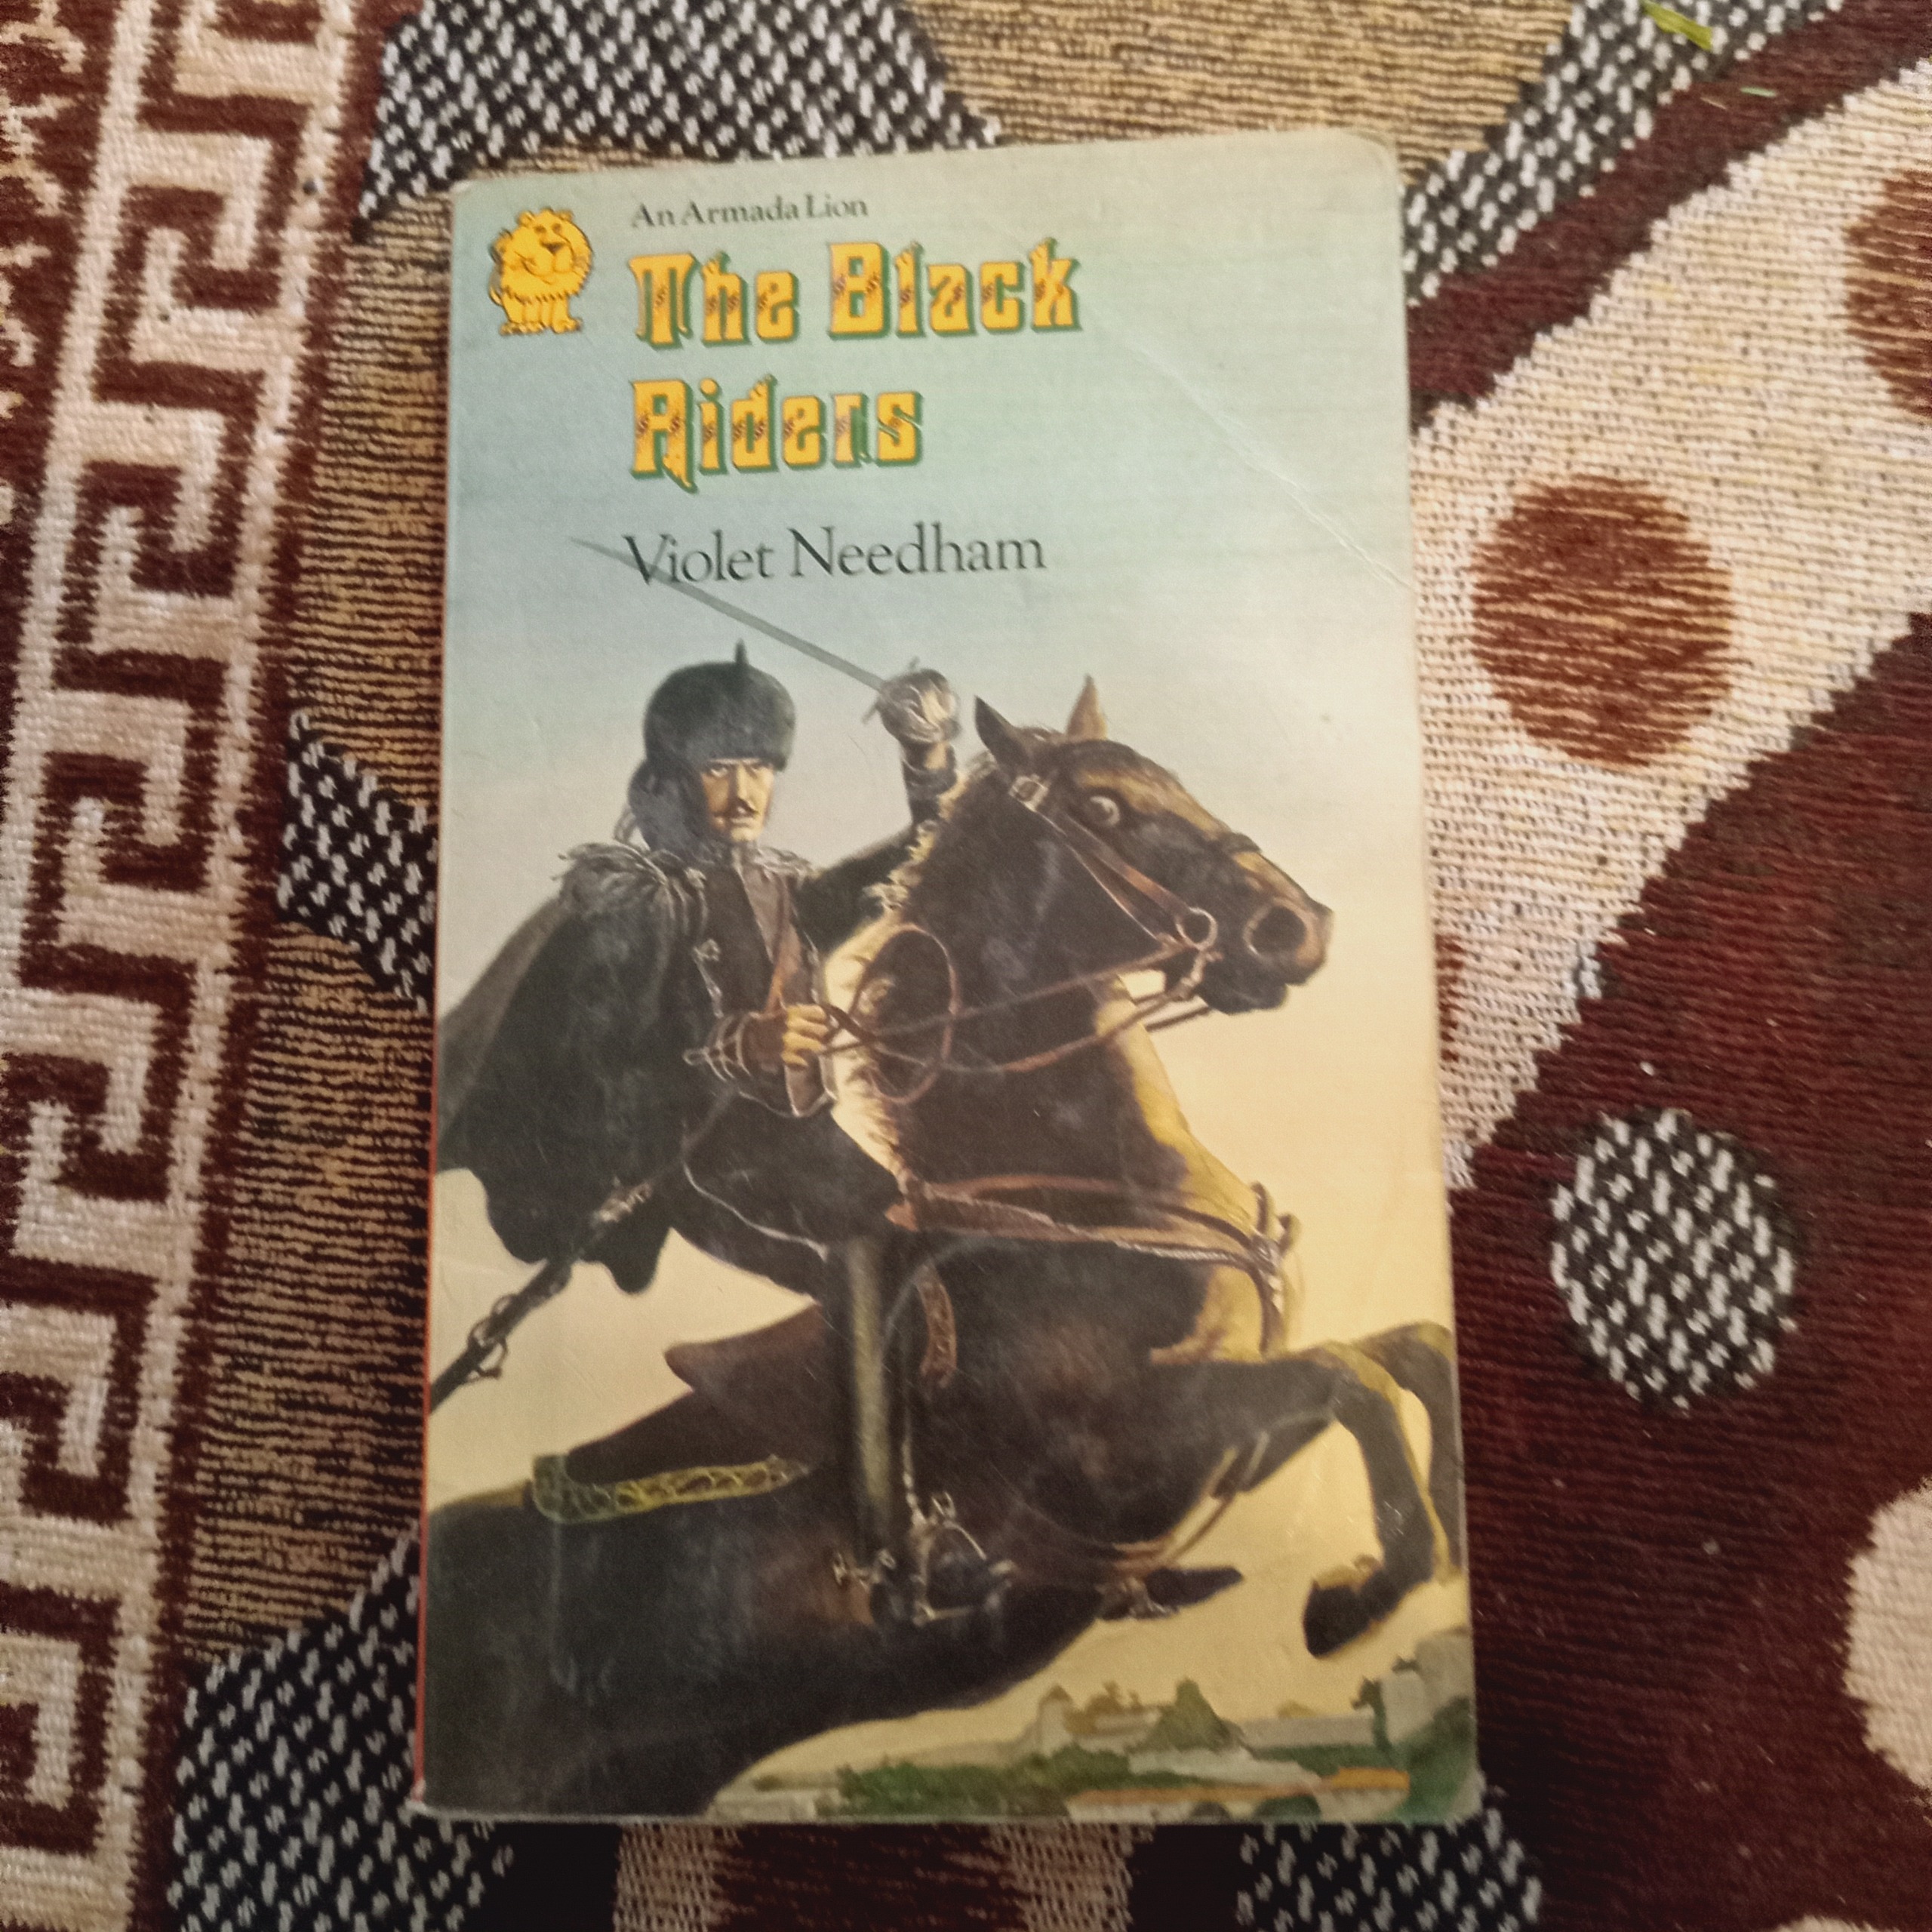 An Armada Lion
The Black
Riders
Violet Needham